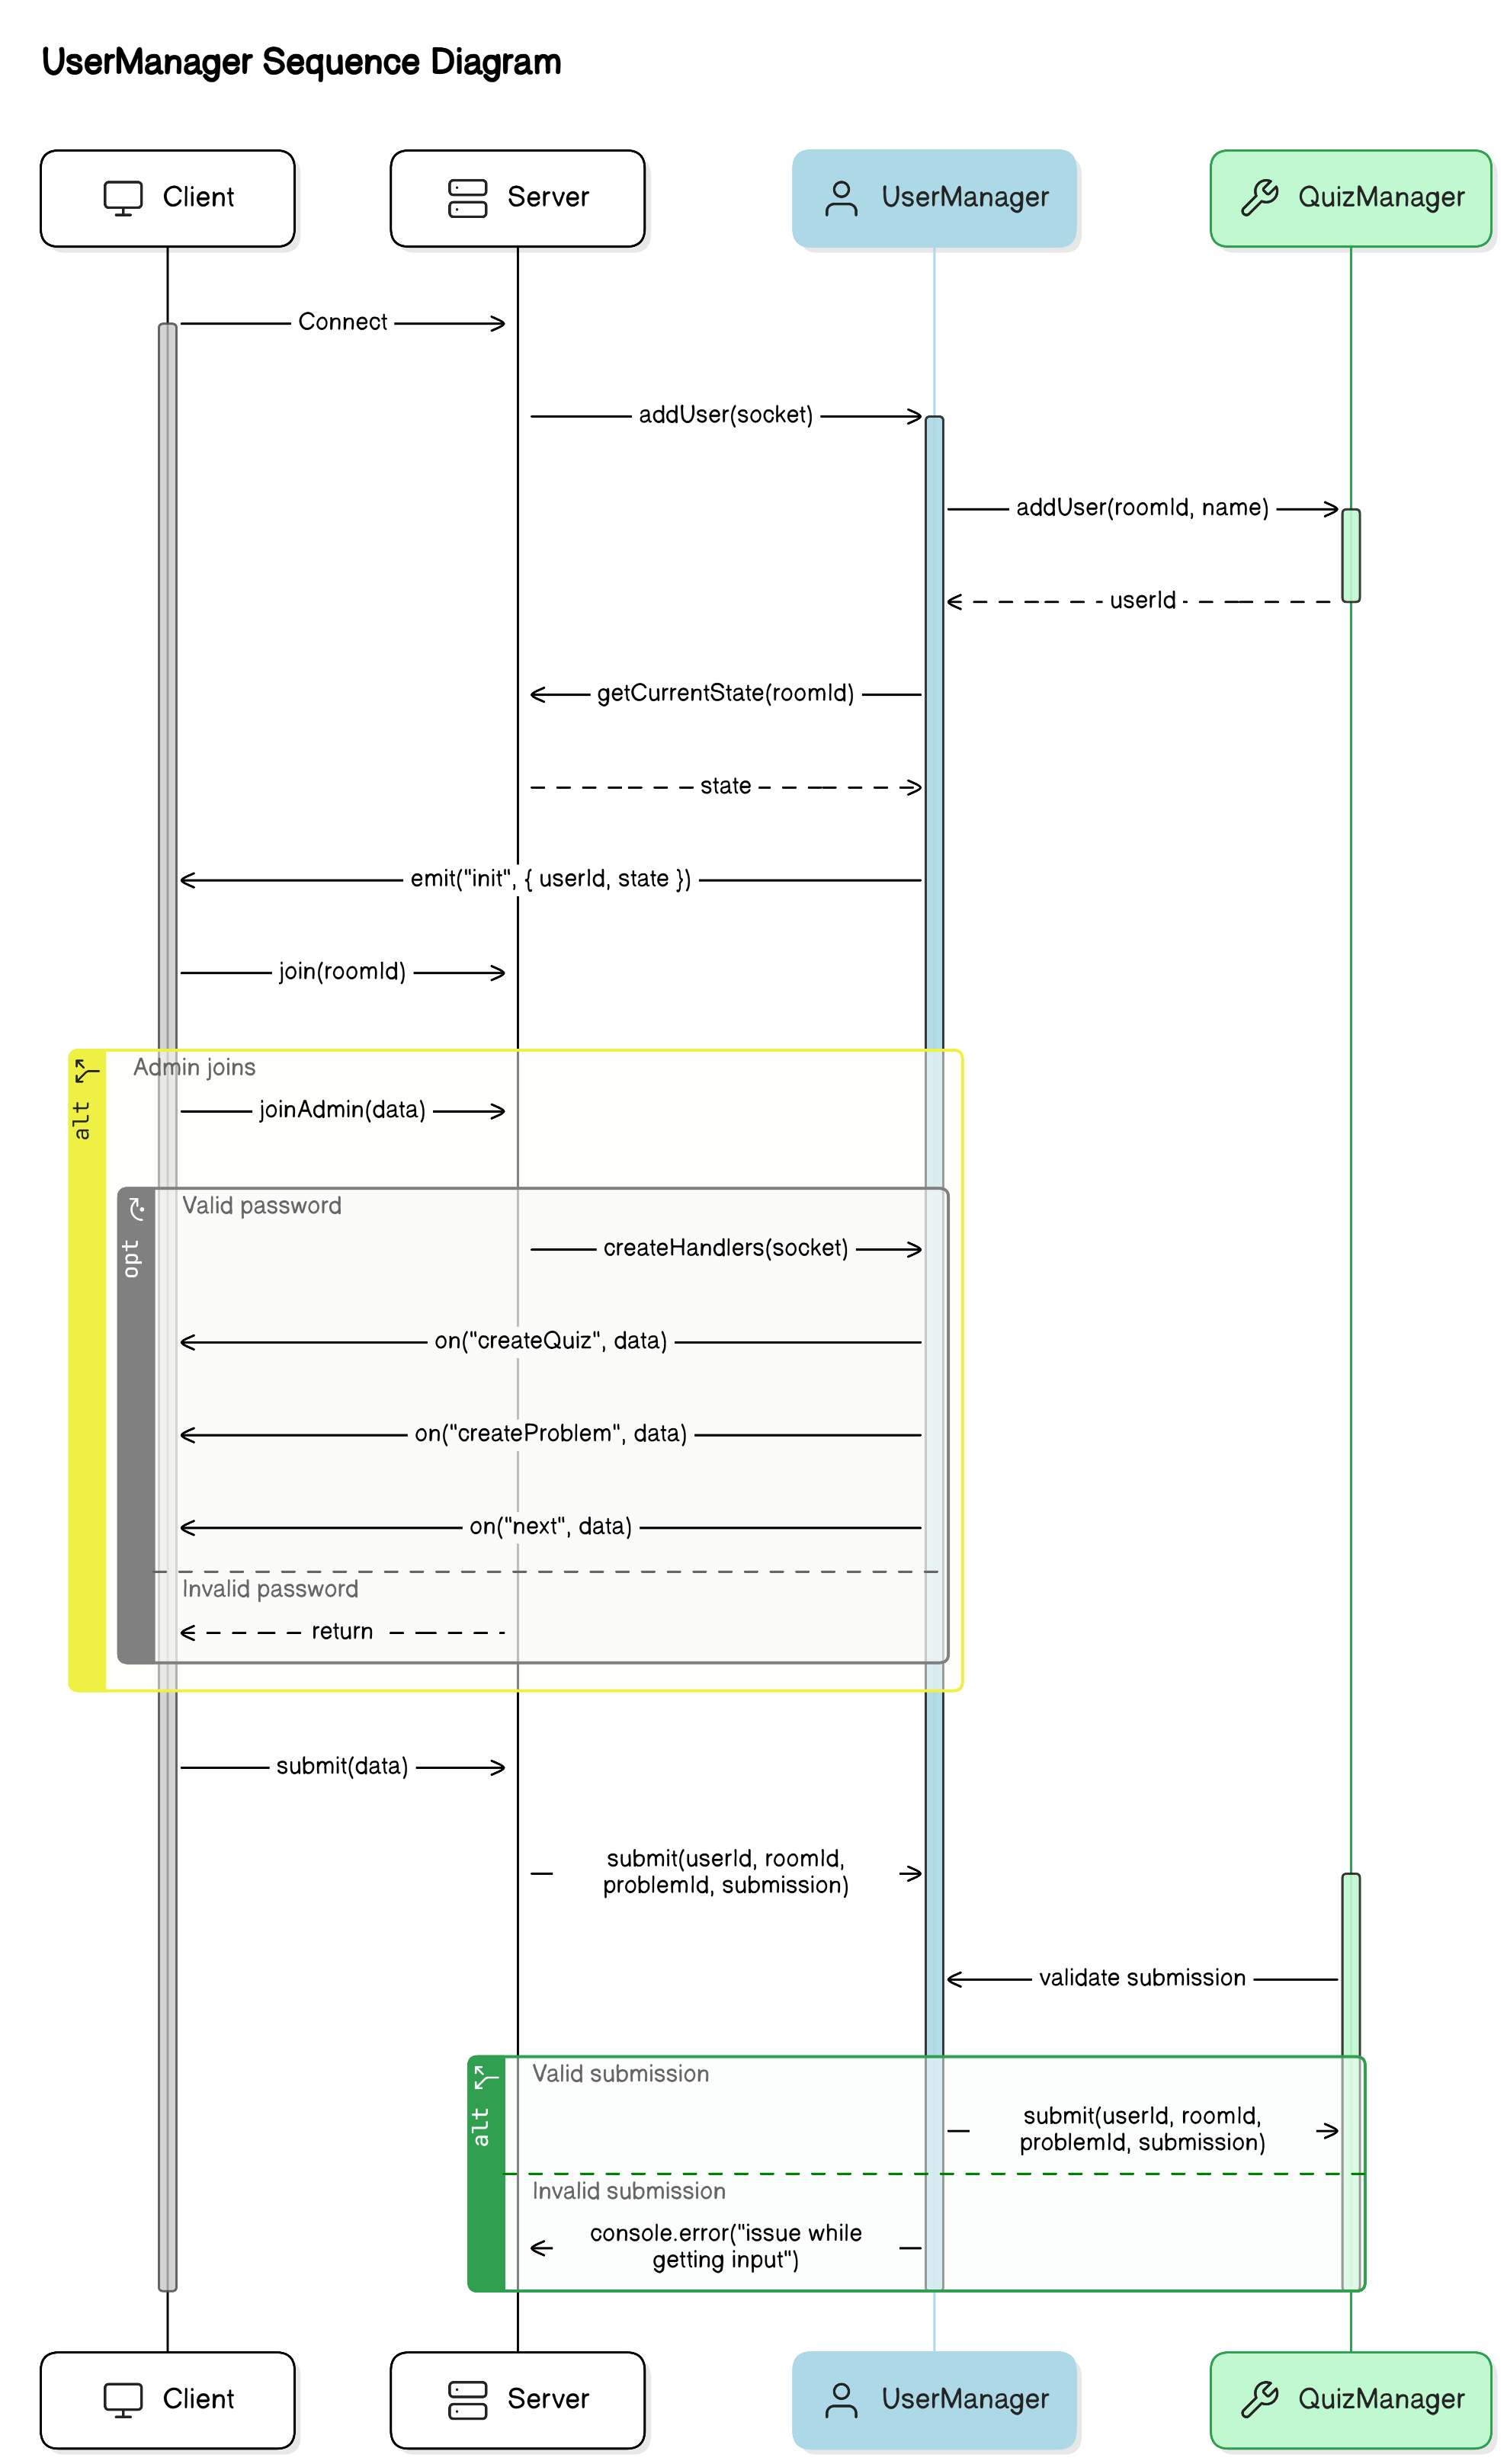 UserManager Sequence Diagram
Client
Server
UserManager
QuizManager
Connect
addUser(socket)
addUser(roomId, name)
userId
getCurrentState(roomId)
state
emit("init", { userId, state })
join(roomId)
alt
Admin joins
joinAdmin(data)
opt
Valid password
createHandlers(socket)
on("createQuiz", data)
on("createProblem", data)
on("next", data)
Invalid password
return
submit(data)
submit(userId, roomId,
problemId, submission)
validate submission
alt
Valid submission
submit(userId, roomId,
problemId, submission)
Invalid submission
console.error("issue while
getting input")
Client
Server
UserManager
QuizManager